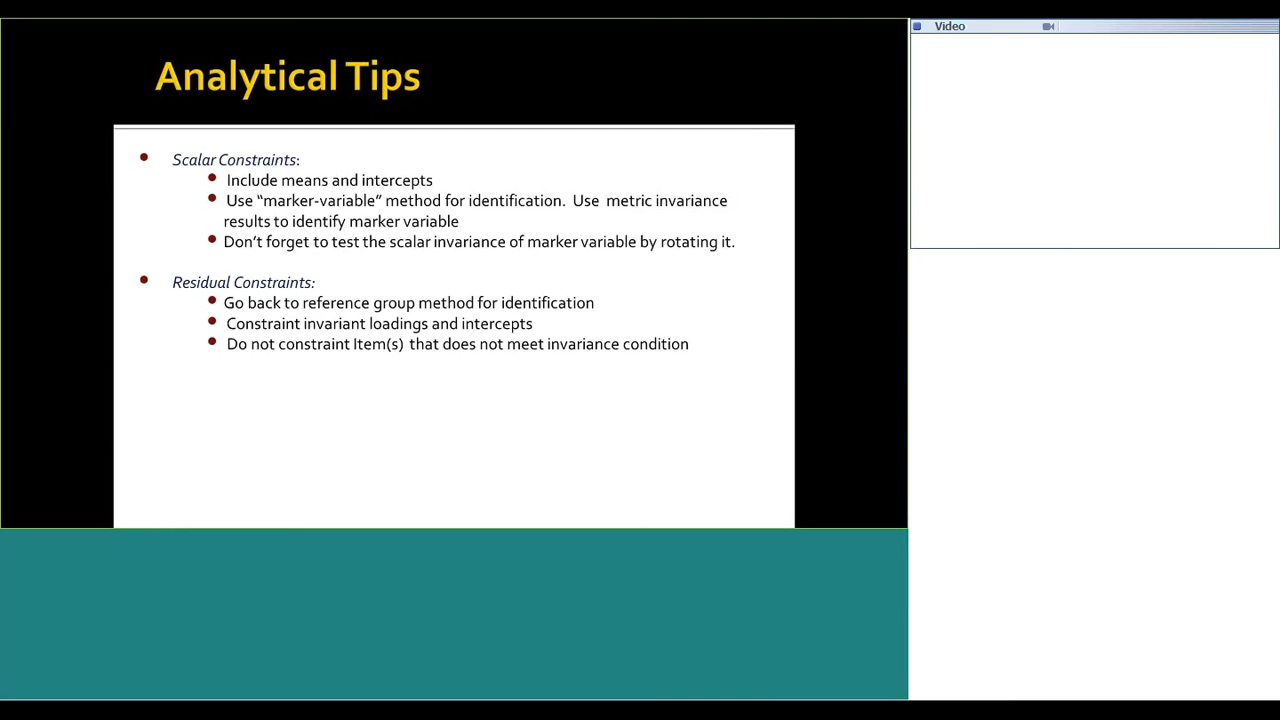 Analytical Tips
Video
Scalar Constraints:
Include means and intercepts
Use “marker-variable” method for identification. Use metric invariance
results to identify marker variable
Don’t forget to test the scalar invariance of marker variable by rotating it.
Residual Constraints:
Go back to reference group method for identification
Constraint invariant loadings and intercepts
Do not constraint Item(s) that does not meet invariance condition